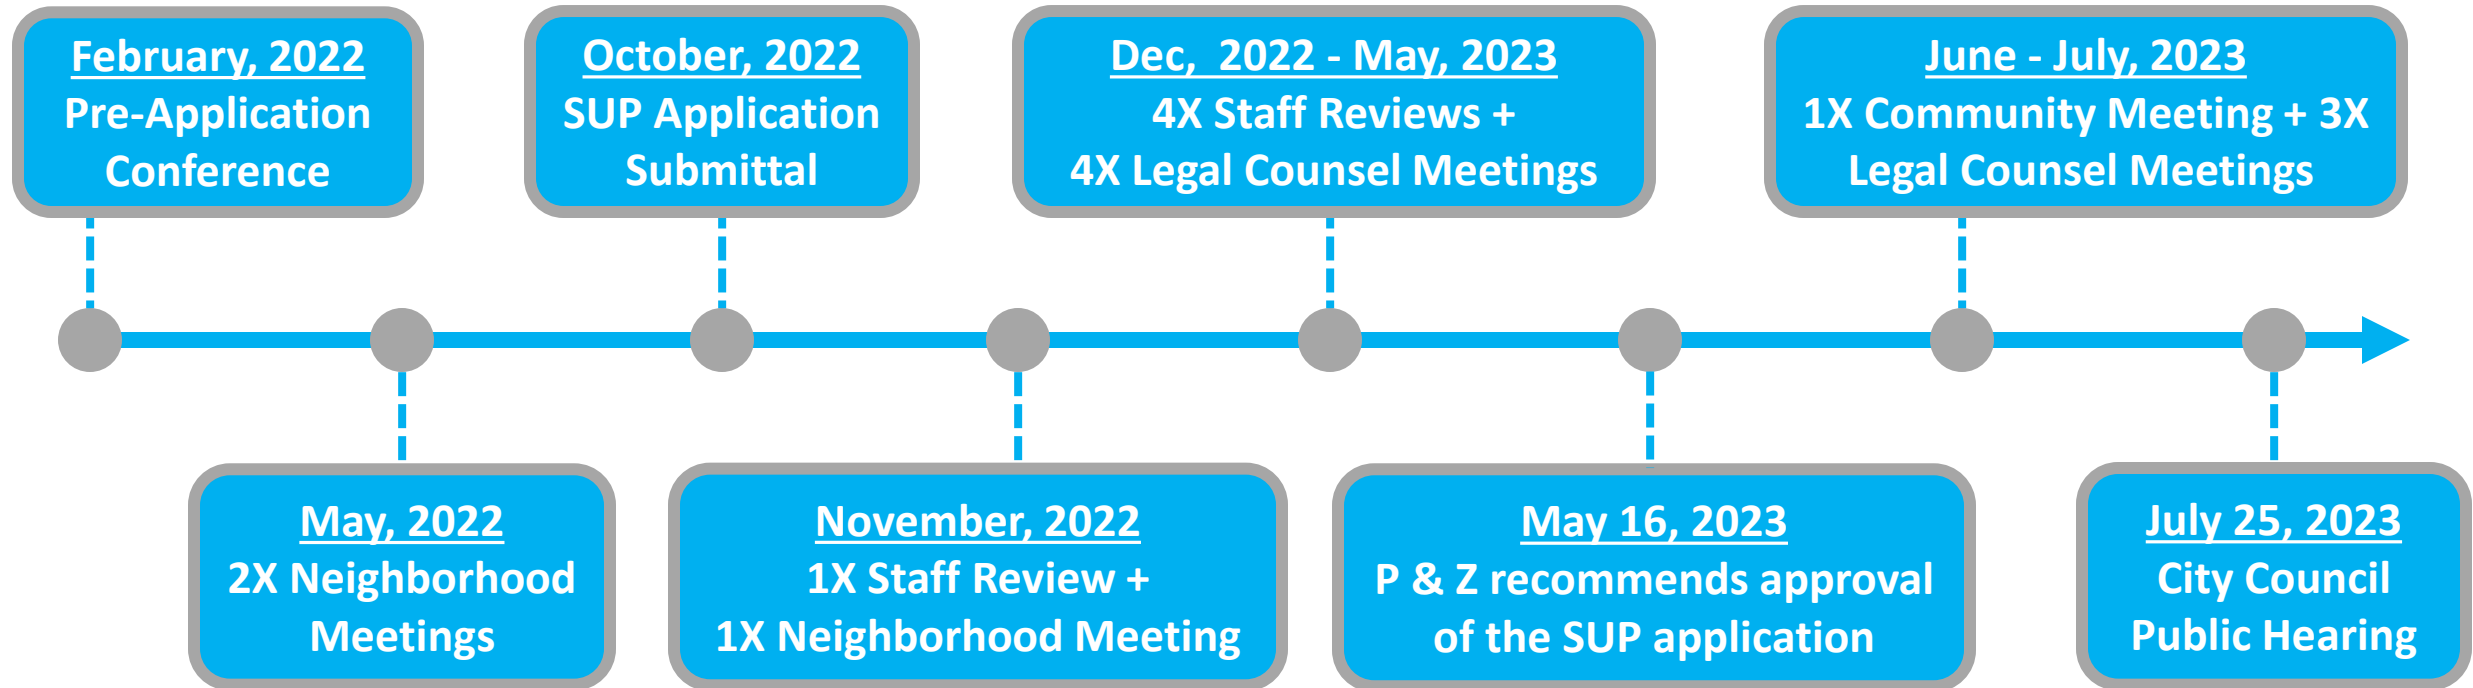 February, 2022
Pre-Application
Conference
May, 2022
2X Neighborhood
Meetings
October, 2022
SUP Application
Submittal
November, 2022
1X Staff Review +
1X Neighborhood Meeting
Dec,  2022 - May, 2023
4X Staff Reviews +
4X Legal Counsel Meetings
May 16, 2023
P & Z recommends approval
of the SUP application
June - July, 2023
1X Community Meeting + 3X
Legal Counsel Meetings
July 25, 2023
City Council
Public Hearing